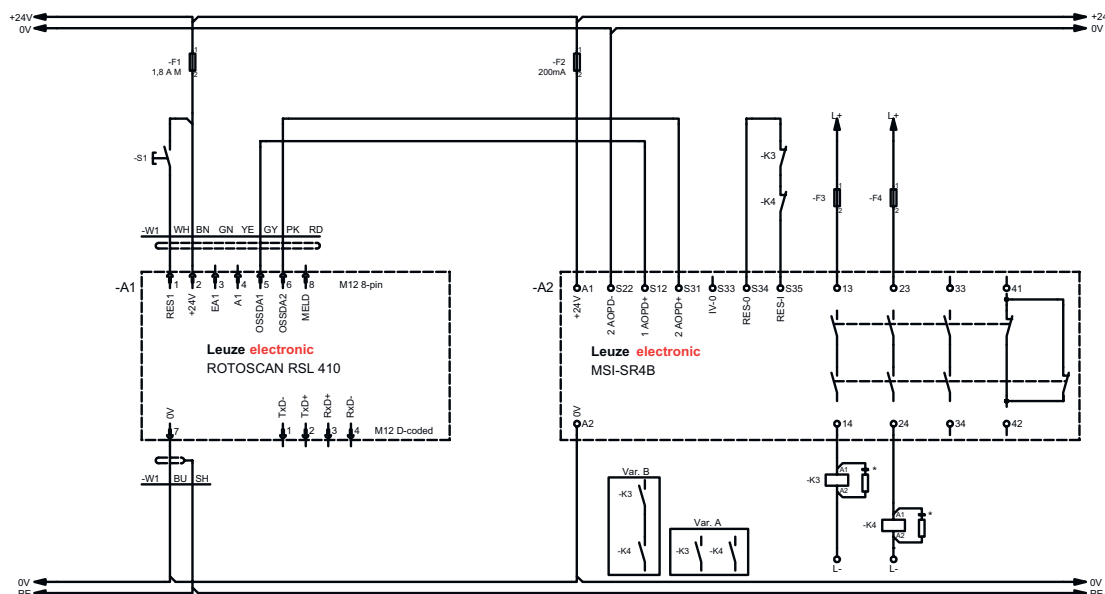 +24V
0V
+24
0V
-F1
1,8 A M
1
2
-F2
200mA
1
2
L+
L+
-S1
-K3
-K4
-F3
1
2
-F4
1
2
-W1 WH BN GN YE GY PK RD
-A1
1 2 3 4 5 6 8 M12 8-pin
RES1
+24V
EA1
A1
OSSDA1
OSSDA2
MELD
Leuze electronic
ROTOSCAN RSL 410
0V
TxD-
TxD+
RxD+
RxD-
7 1 2 3 4 M12 D-coded
-W1 BU SH
-A2
A1 S22 S12 S31 S33 S34 S35 13 23 33 41
+24V
2 AOPD-
1 AOPD+
2 AOPD+
IV-0
RES-0
RES-I
Leuze electronic
MSI-SR4B
0V
A2 14 24 34 42
Var. B
-K3
-K4
Var. A
-K3 -K4
-K3
A1
A2
*
-K4
A1
A2
*
L-
L-
0V
0V